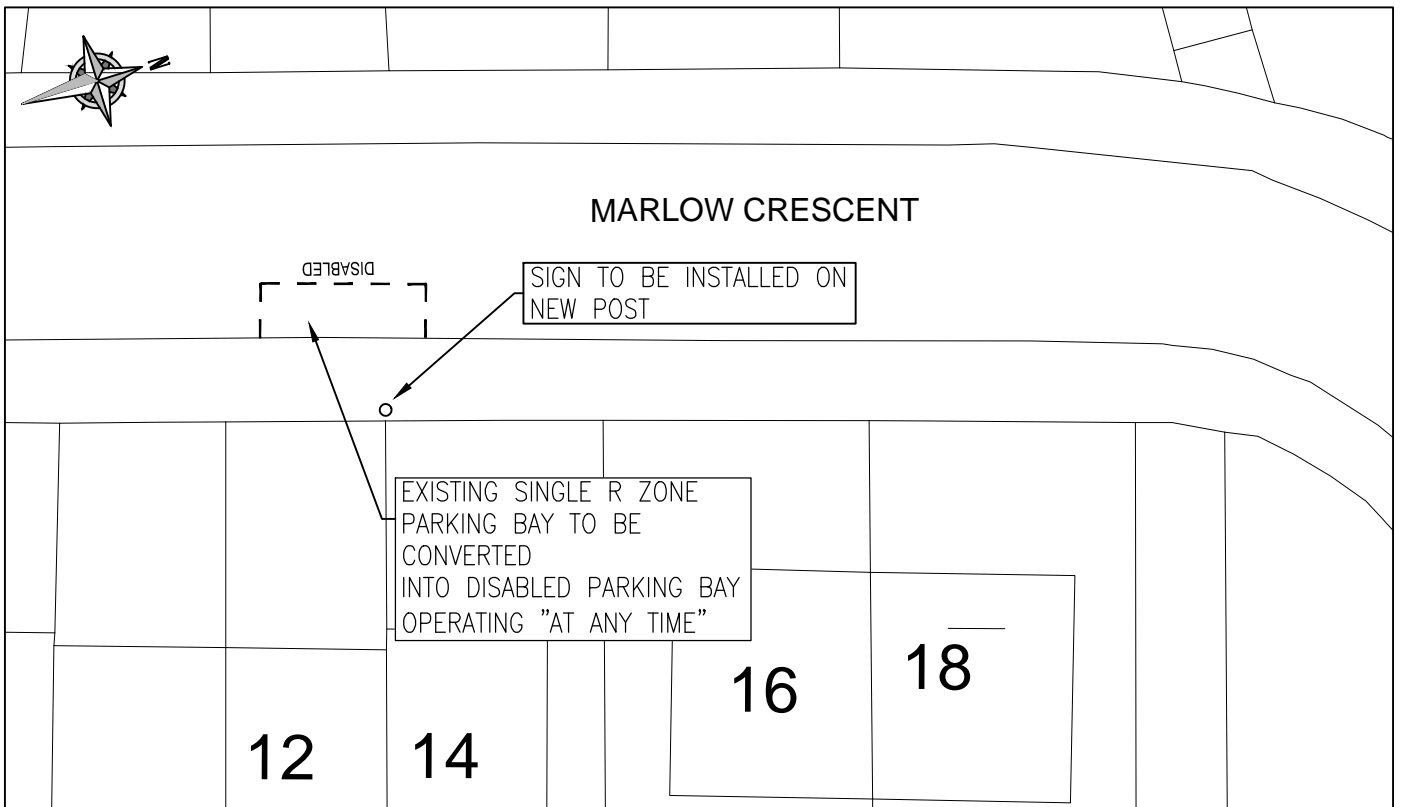 N
MARLOW CRESCENT
DISABLED
SIGN TO BE INSTALLED ON
NEW POST
EXISTING SINGLE R ZONE
PARKING BAY TO BE
CONVERTED
INTO DISABLED PARKING BAY
OPERATING "AT ANY TIME"
16
18
12
14